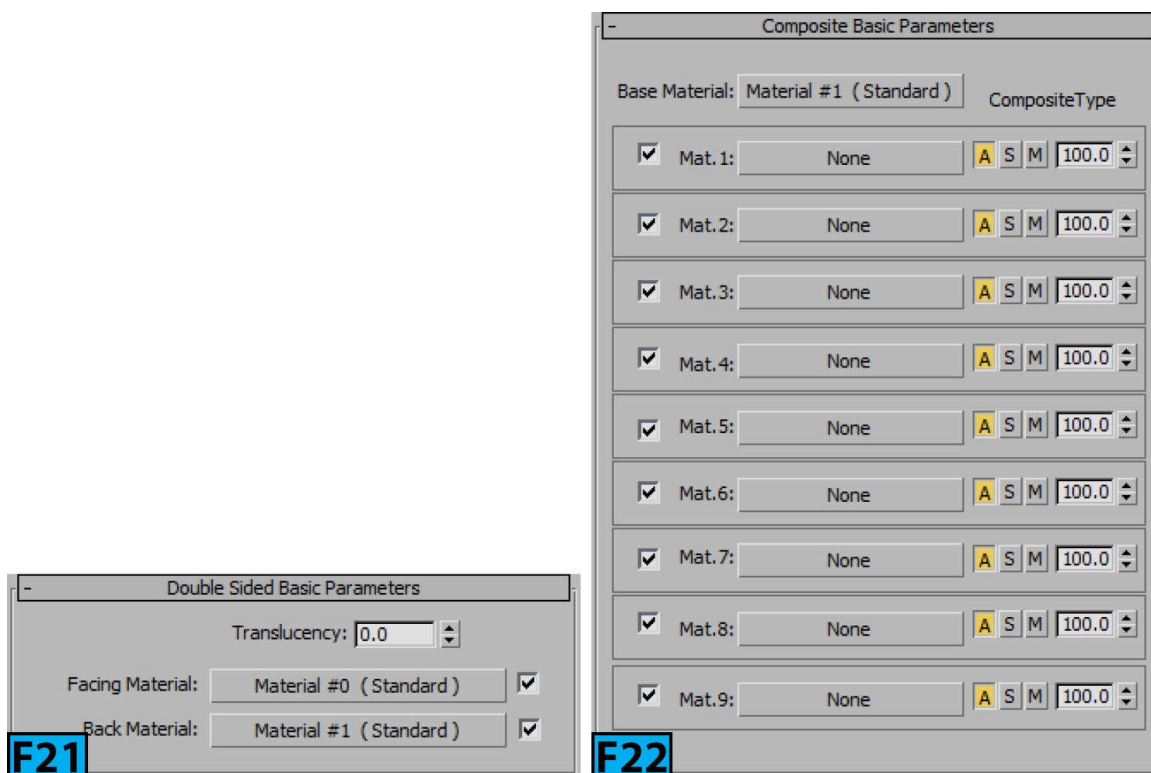 - Double Sided Basic Parameters
Translucency: 0.0
Facing Material: Material #0 ( Standard )
Back Material: Material #1 ( Standard )
F21
- Composite Basic Parameters
Base Material: Material #1 ( Standard )
CompositeType
Mat.1: None A S M 100.0
Mat.2: None A S M 100.0
Mat.3: None A S M 100.0
Mat.4: None A S M 100.0
Mat.5: None A S M 100.0
Mat.6: None A S M 100.0
Mat.7: None A S M 100.0
Mat.8: None A S M 100.0
Mat.9: None A S M 100.0
F22